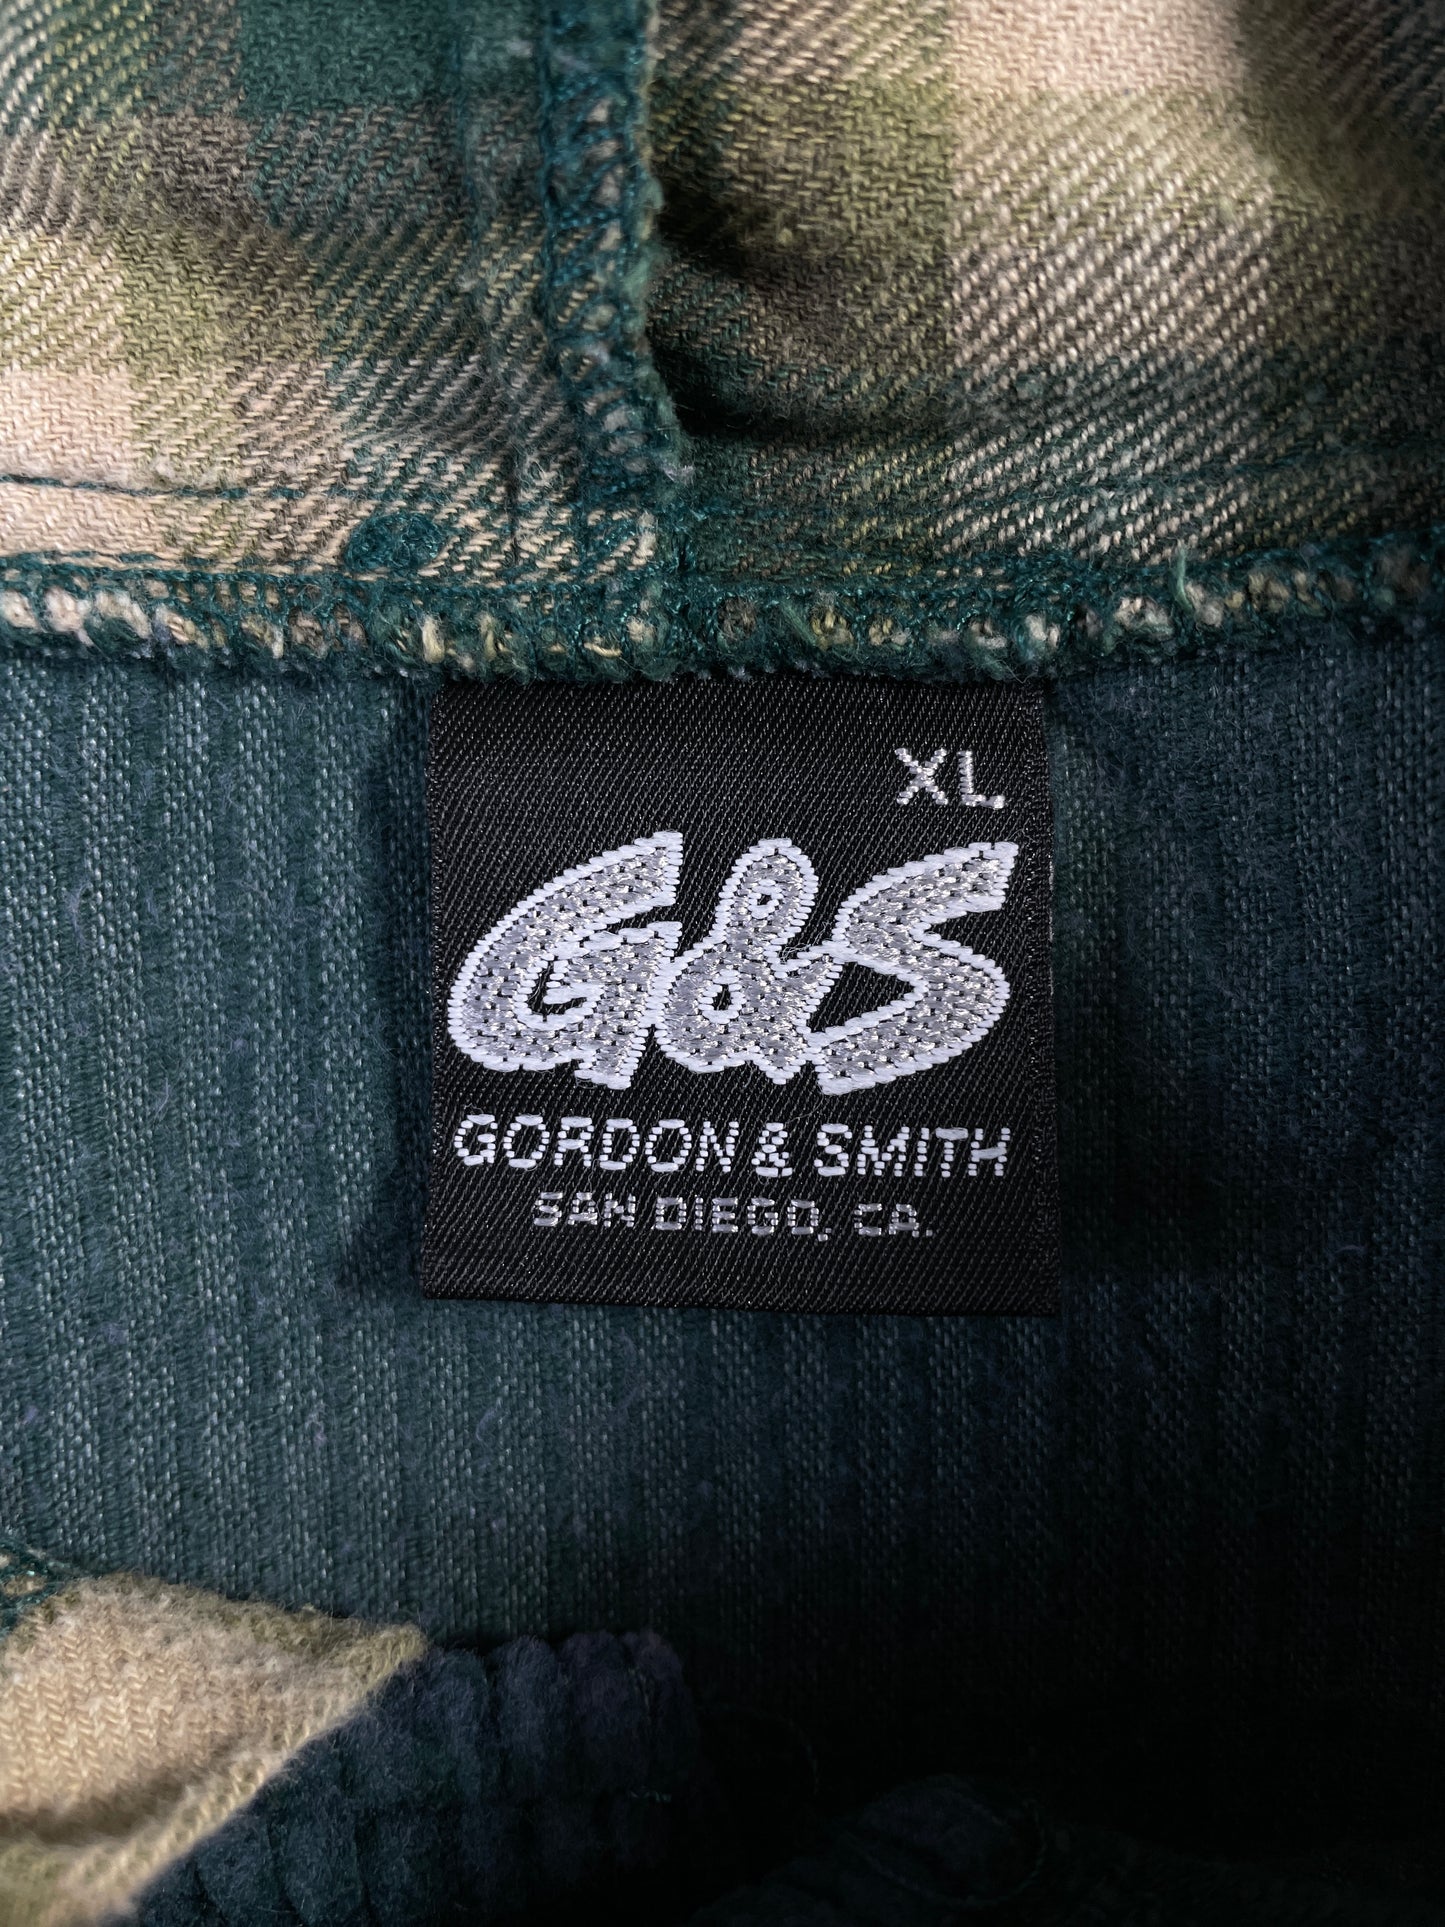 XL
G&S
GORDON & SMITH
SAN DIEGO, CA.